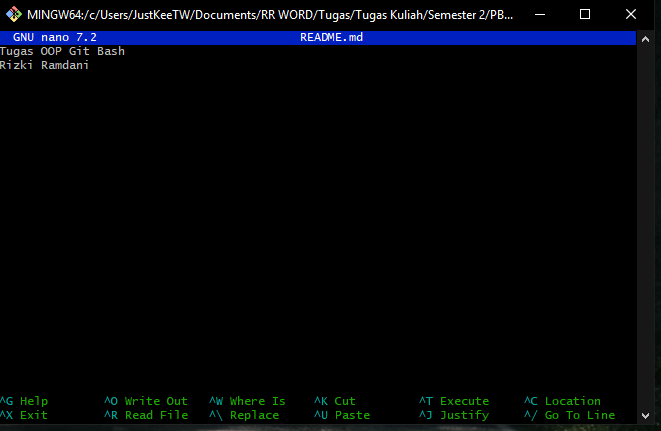 MINGW64:/c/Users/JustKeeTW/Documents/RR WORD/Tugas/Tugas Kuliah/Semester 2/PB...
GNU nano 7.2 README.md
Tugas OOP Git Bash
Rizki Ramdani
^G Help ^O Write Out ^W Where Is ^K Cut ^T Execute ^C Location
^X Exit ^R Read File ^\ Replace ^U Paste ^J Justify ^/ Go To Line